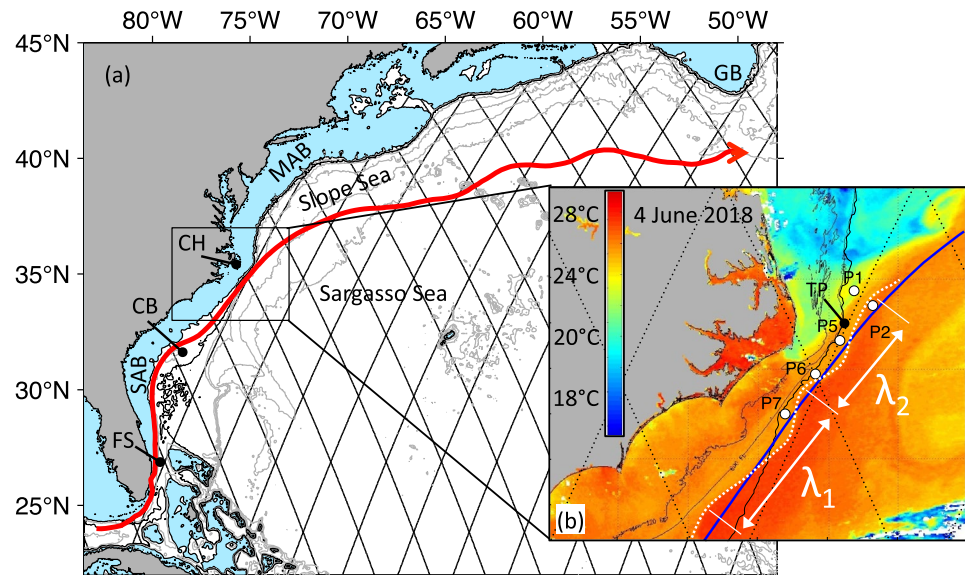 80°W 75°W 70°W 65°W 60°W 55°W 50°W
45°N
40°N
35°N
30°N
25°N
(a)
GB
MAB
Slope Sea
CH
Sargasso Sea
CB
SAB
FS
28°C
24°C
20°C
18°C
4 June 2018
P1
TP
P5
P2
P6
P7
λ2
λ1
120
(b)